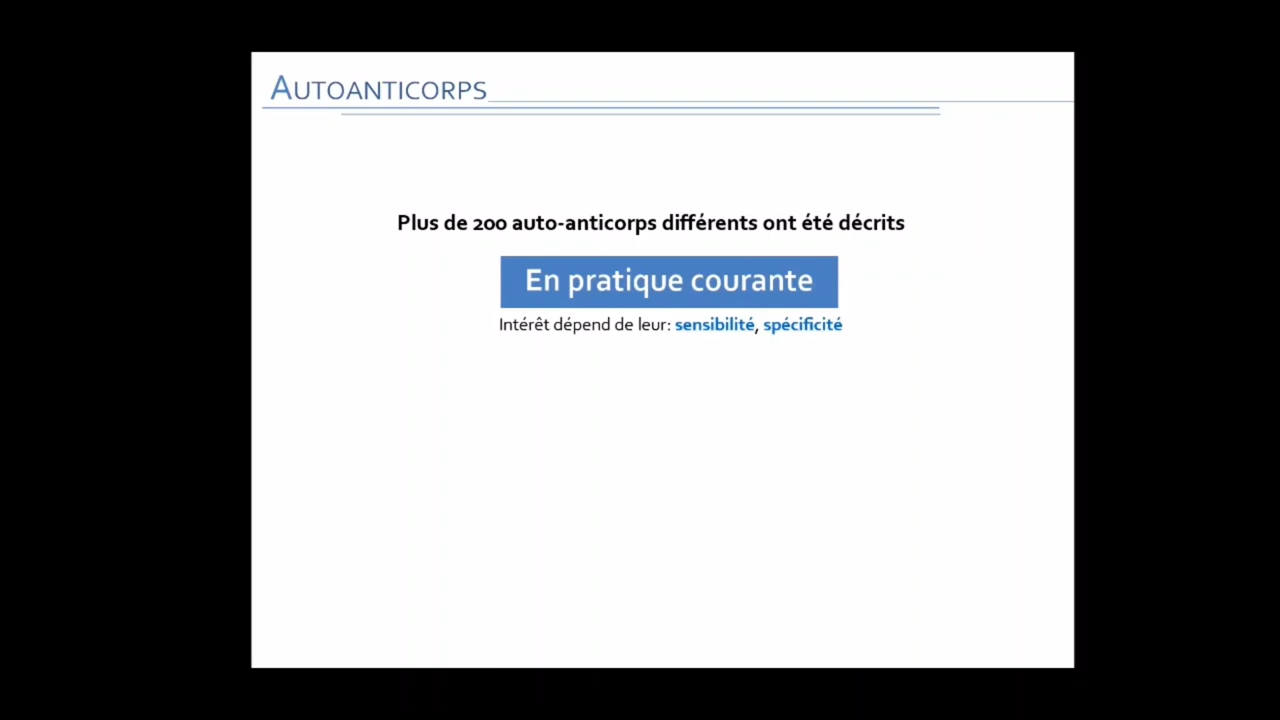 AUTOANTICORPS
Plus de 200 auto-anticorps différents ont été décrits
En pratique courante
Intérêt dépend de leur: sensibilité, spécificité